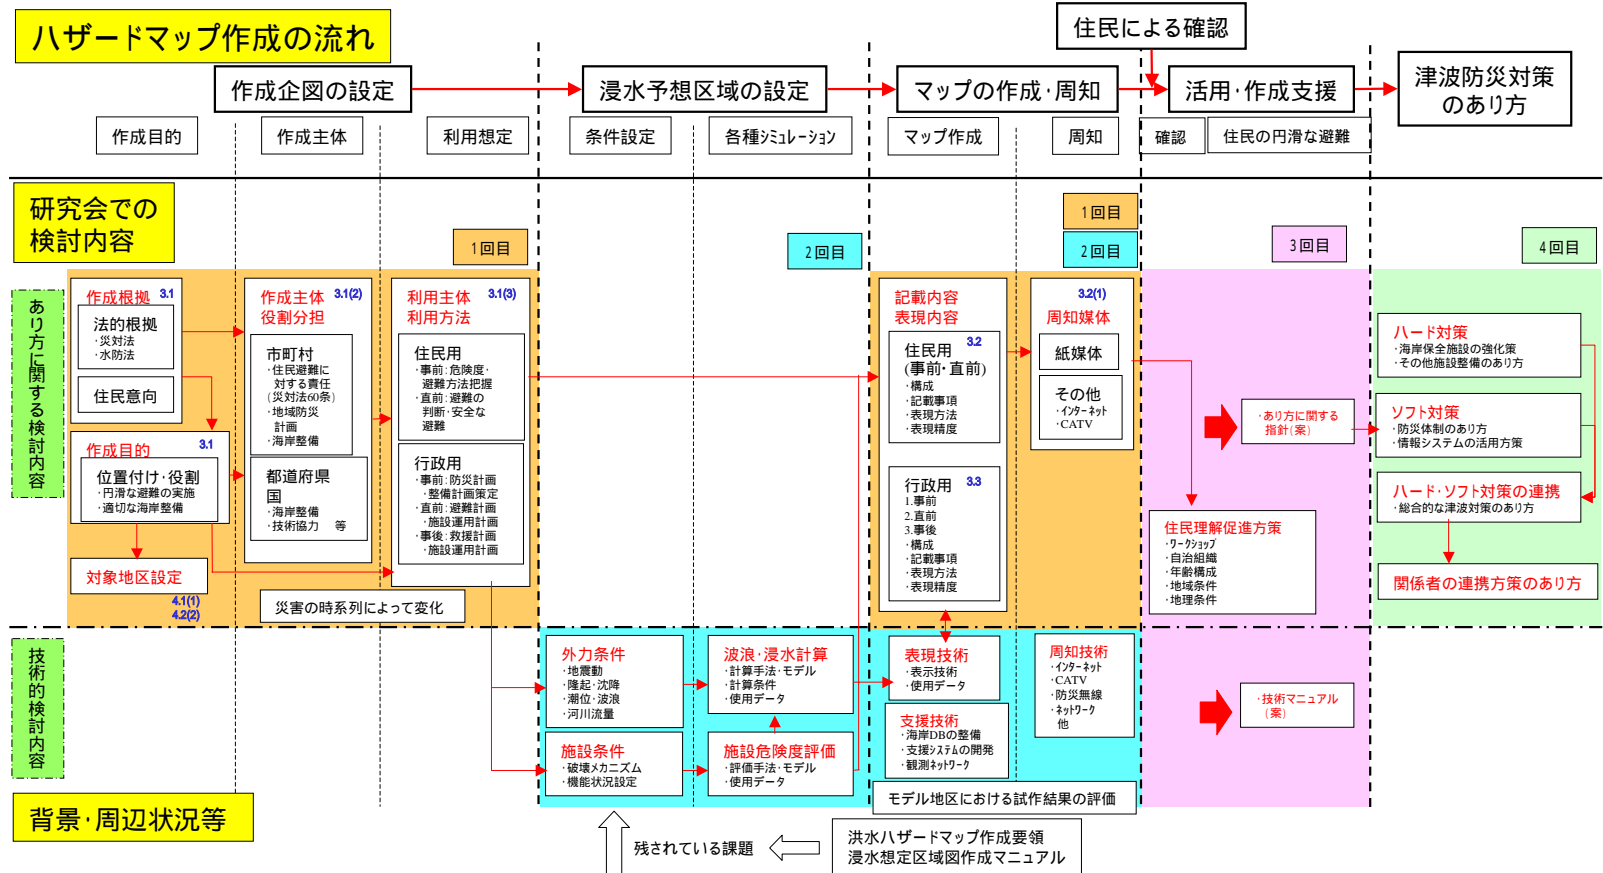 ハザードマップ作成の流れ
住民による確認
作成企図の設定
浸水予想区域の設定
マップの作成・周知
活用・作成支援
津波防災対策
のあり方
作成目的
作成主体
利用想定
条件設定
各種シミュレーション
マップ作成
周知
確認
住民の円滑な避難
研究会での
検討内容
1回目
2回目
1回目
2回目
3回目
4回目
あり方に関する検討内容
作成根拠 3.1
法的根拠
・災対法
・水防法
住民意向
作成目的
3.1
位置付け・役割
・円滑な避難の実施
・適切な海岸整備
対象地区設定
4.1(1)
4.2(2)
作成主体 3.1(2)
役割分担
市町村
・住民避難に
対する責任
(災対法60条)
・地域防災
計画
・海岸整備
都道府県
国
・海岸整備
・技術協力 等
災害の時系列によって変化
利用主体 3.1(3)
利用方法
住民用
・事前:危険度・
避難方法把握
・直前:避難の
判断・安全な
避難
行政用
・事前:防災計画
・整備計画策定
・直前:避難計画
・施設運用計画
・事後:救援計画
・施設運用計画
記載内容
表現内容
3.2
住民用
(事前・直前)
・構成
・記載事項
・表現方法
・表現精度
行政用 3.3
1.事前
2.直前
3.事後
・構成
・記載事項
・表現方法
・表現精度
3.2(1)
周知媒体
紙媒体
その他
・インターネット
・CATV
住民理解促進方策
・ワークショップ
・自治組織
・年齢構成
・地域条件
・地理条件
・あり方に関する
指針(案)
ハード対策
・海岸保全施設の強化策
・その他施設整備のあり方
ソフト対策
・防災体制のあり方
・情報システムの活用方策
ハード・ソフト対策の連携
・総合的な津波対策のあり方
関係者の連携方策のあり方
技術的検討内容
外力条件
・地震動
・隆起・沈降
・潮位・波浪
・河川流量
施設条件
・破壊メカニズム
・機能状況設定
波浪・浸水計算
・計算手法・モデル
・計算条件
・使用データ
施設危険度評価
・評価手法・モデル
・使用データ
表現技術
・表示技術
・使用データ
支援技術
・海岸DBの整備
・支援システムの開発
・観測ネットワーク
周知技術
・インターネット
・CATV
・防災無線
・ネットワーク
他
モデル地区における試作結果の評価
・技術マニュアル
(案)
背景・周辺状況等
残されている課題
洪水ハザードマップ作成要領
浸水想定区域図作成マニュアル